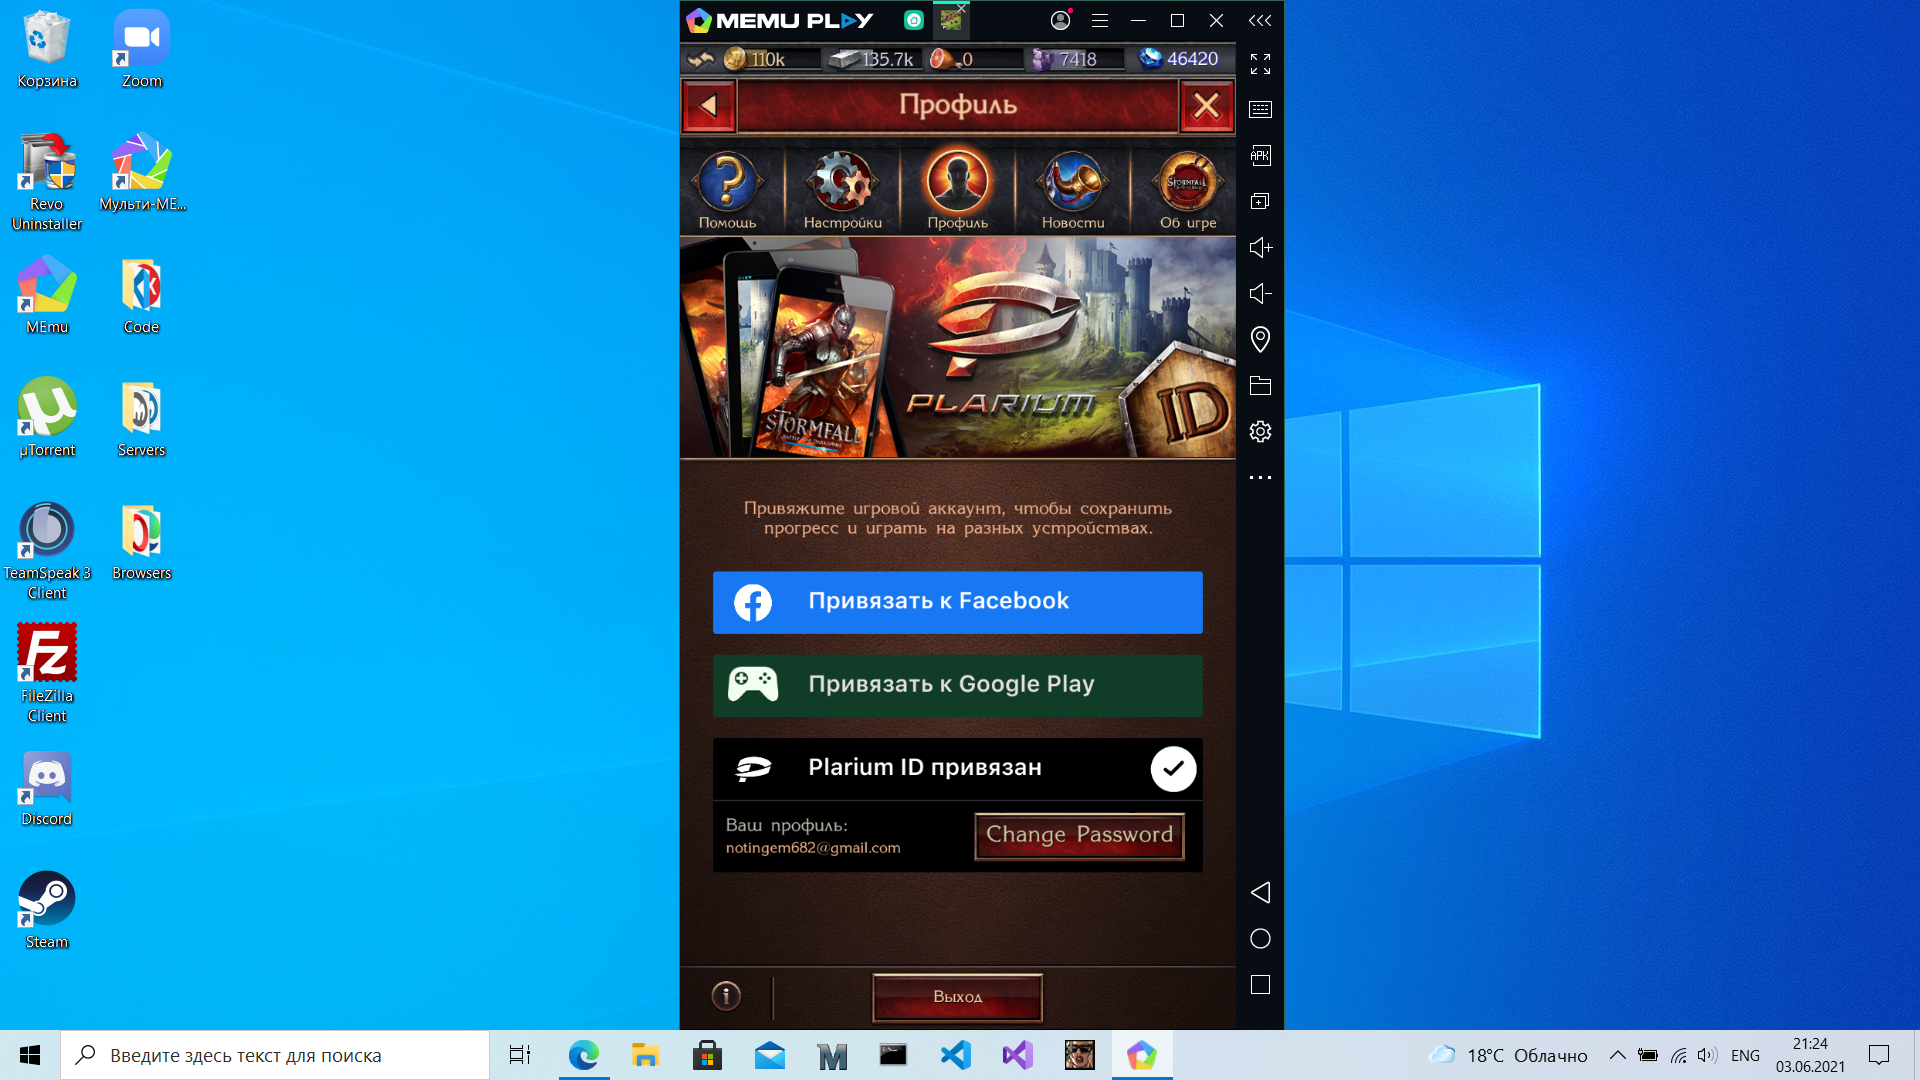 Корзина
Zoom
Revo
Uninstaller
Мульти-ME...
MEmu
Code
µTorrent
Servers
TeamSpeak 3
Client
Browsers
FileZilla
Client
Discord
Steam
MEMU PLAY
110k
135.7k
0
7418
46420
Профиль
Помощь
Настройки
Профиль
Новости
STORMFALL
Об игре
STORMFALL
PLARIUM
ID
Привяжите игровой аккаунт, чтобы сохранить
прогресс и играть на разных устройствах.
Привязать к Facebook
Привязать к Google Play
Plarium ID привязан
Ваш профиль:
notingem682@gmail.com
Change Password
Выход
APK
Введите здесь текст для поиска
18°C Облачно
ENG
21:24
03.06.2021